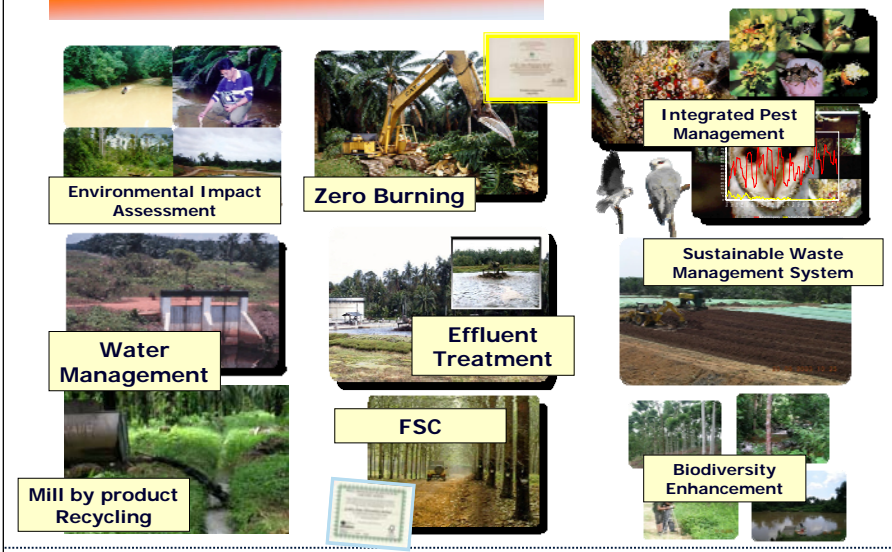 Environmental Impact
Assessment
Zero Burning
Integrated Pest
Management
Water
Management
Effluent
Treatment
Sustainable Waste
Management System
Mill by product
Recycling
FSC
Biodiversity
Enhancement